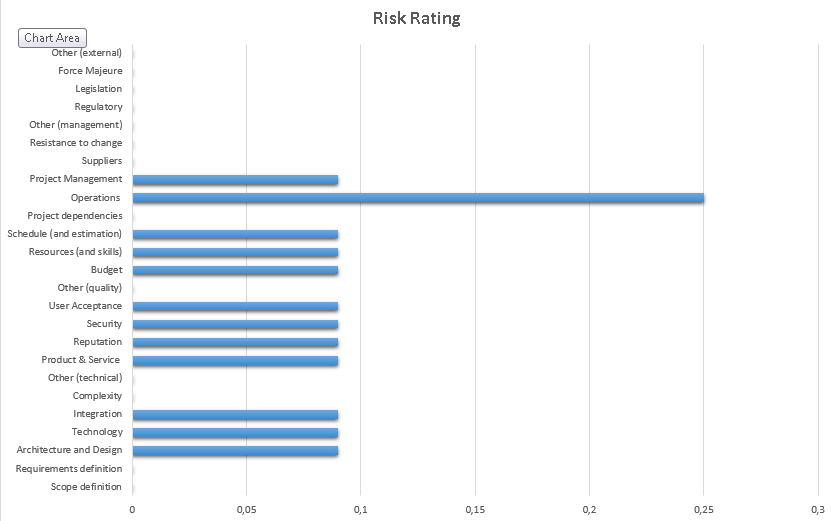 Risk Rating
Chart Area
Other (external)
Force Majeure
Legislation
Regulatory
Other (management)
Resistance to change
Suppliers
Project Management
Operations
Project dependencies
Schedule (and estimation)
Resources (and skills)
Budget
Other (quality)
User Acceptance
Security
Reputation
Product & Service
Other (technical)
Complexity
Integration
Technology
Architecture and Design
Requirements definition
Scope definition
0 0,05 0,1 0,15 0,2 0,25 0,3